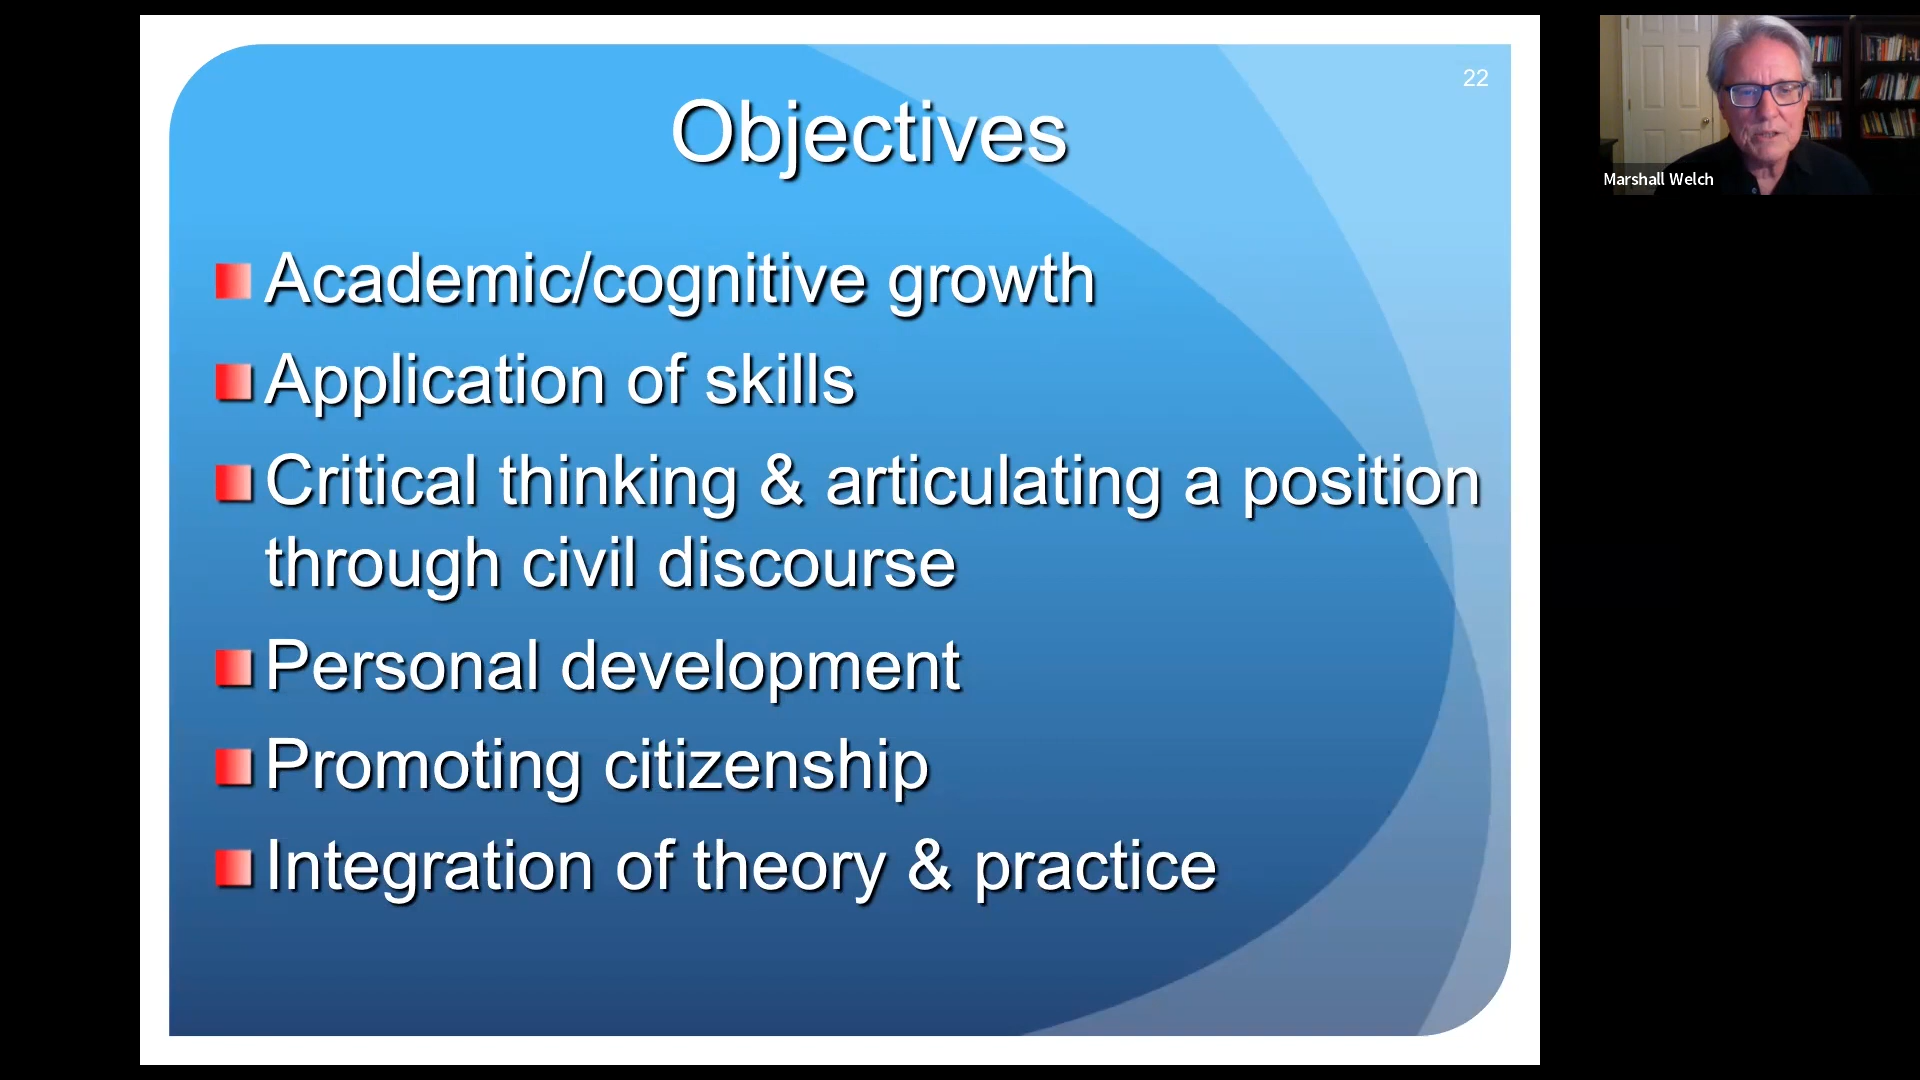 22
Objectives
Academic/cognitive growth
Application of skills
Critical thinking & articulating a position
through civil discourse
Personal development
Promoting citizenship
Integration of theory & practice
Marshall Welch